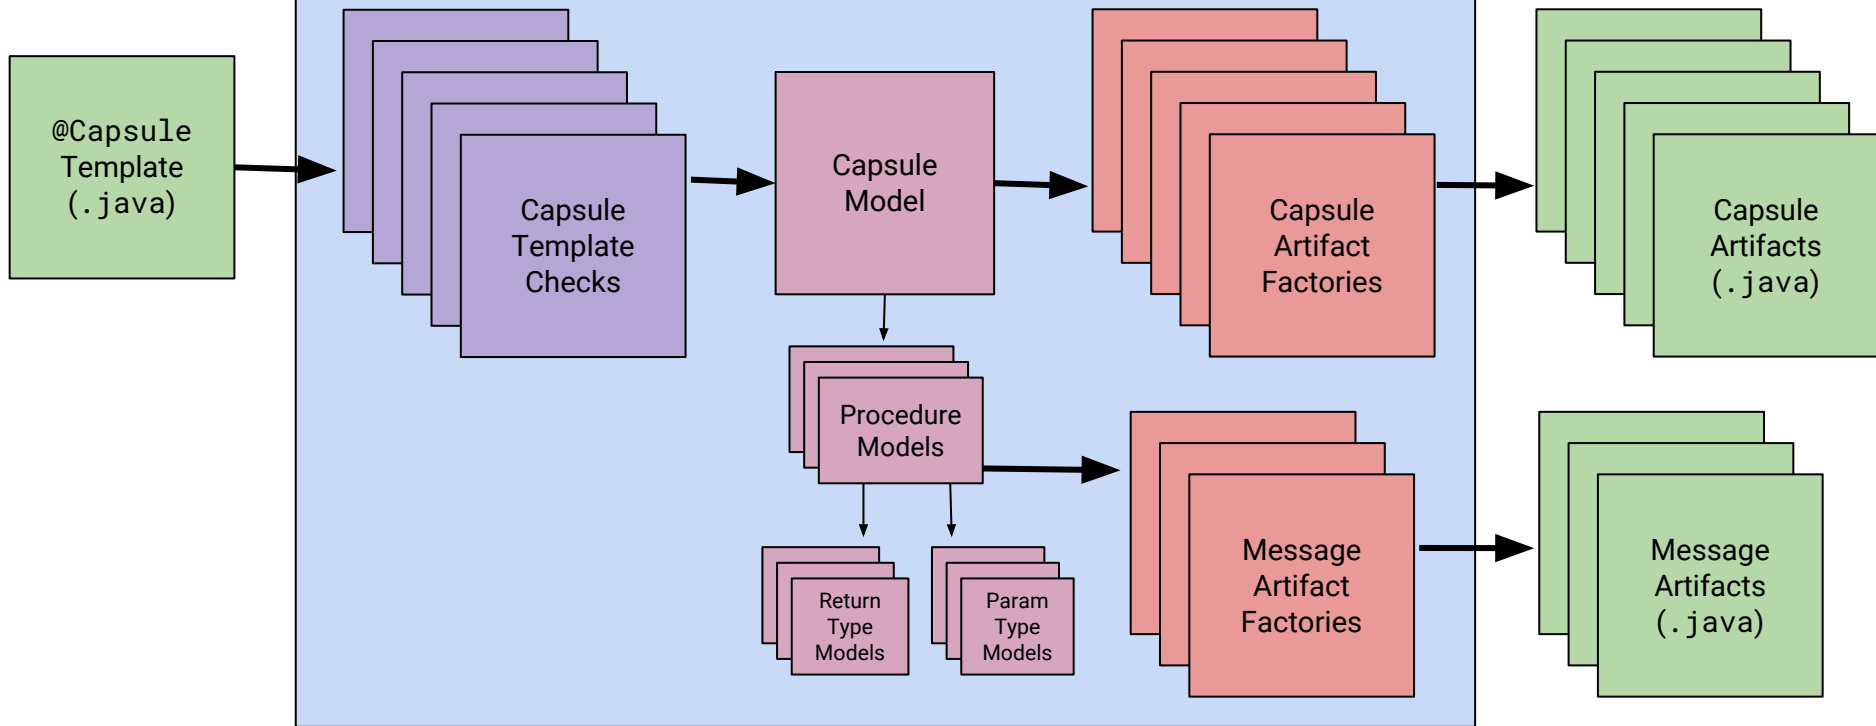 @Capsule
Template
(.java)
Capsule
Template
Checks
Capsule
Model
Capsule
Artifact
Factories
Capsule
Artifacts
(.java)
Procedure
Models
Return
Type
Models
Param
Type
Models
Message
Artifact
Factories
Message
Artifacts
(.java)